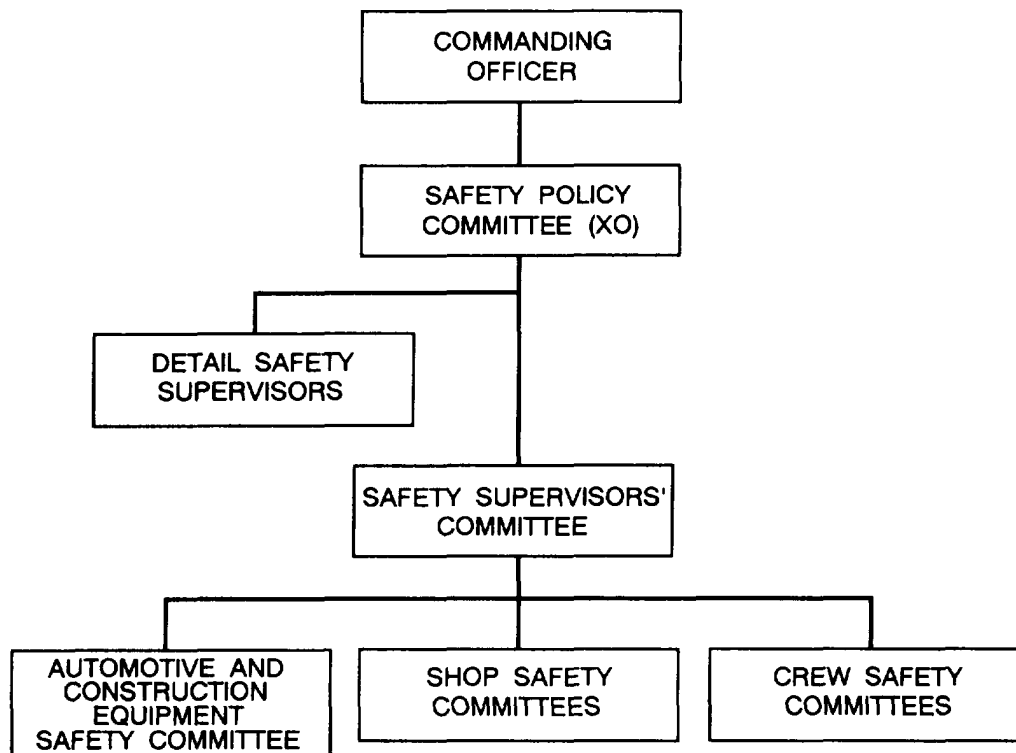 COMMANDING
OFFICER
SAFETY POLICY
COMMITTEE (XO)
DETAIL SAFETY
SUPERVISORS
SAFETY SUPERVISORS'
COMMITTEE
AUTOMOTIVE AND
CONSTRUCTION
EQUIPMENT
SAFETY COMMITTEE
SHOP SAFETY
COMMITTEES
CREW SAFETY
COMMITTEES